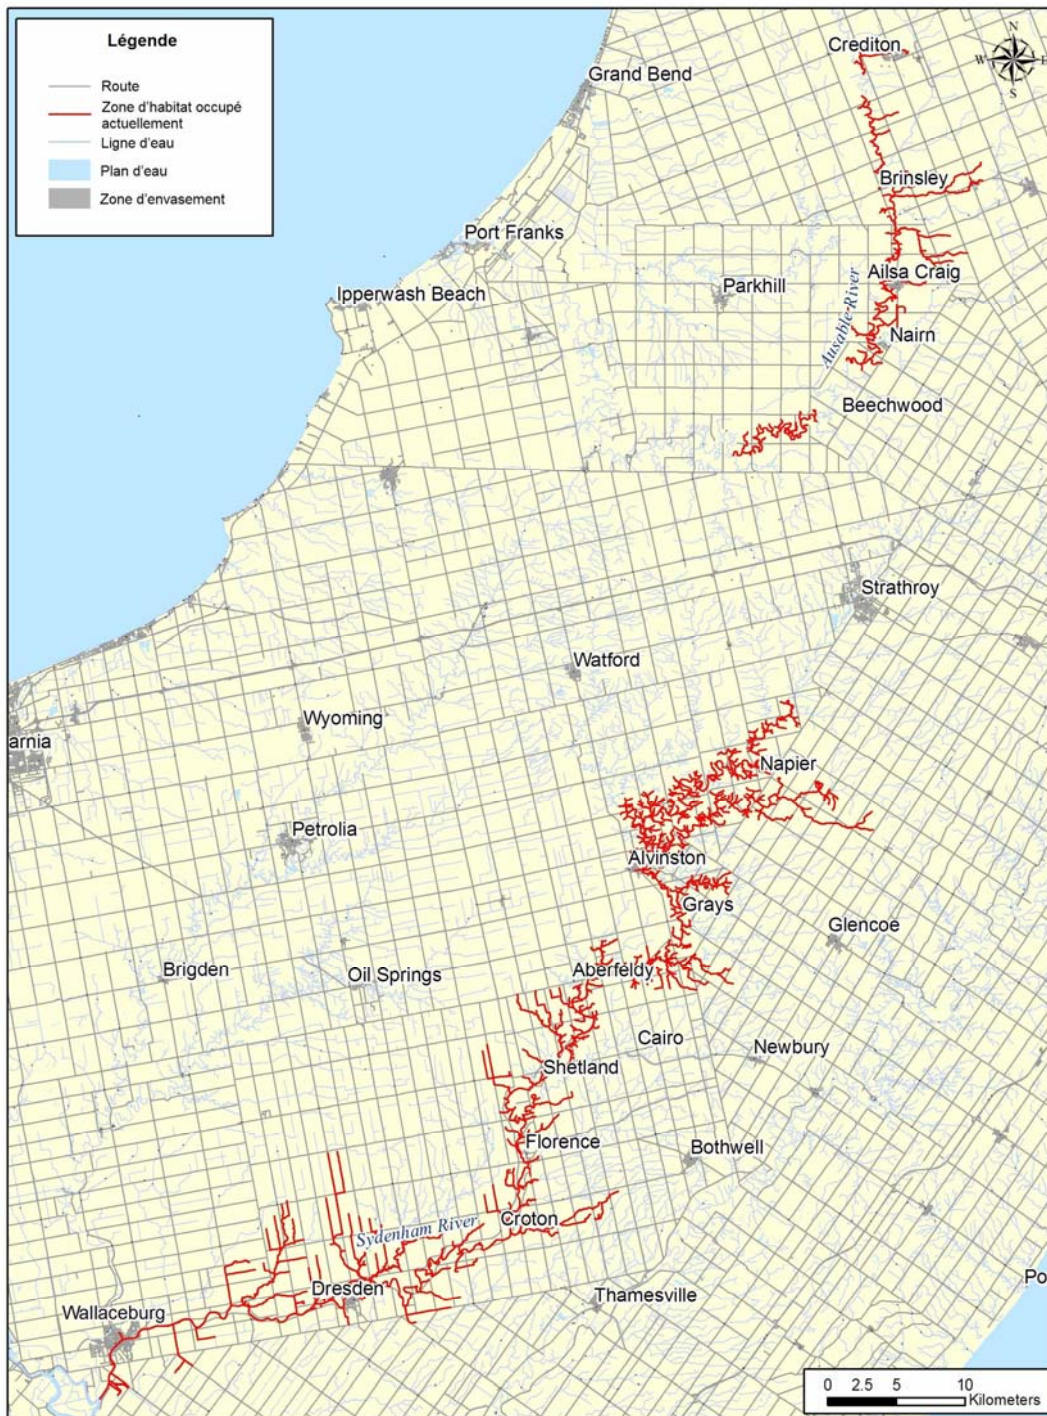 Légende
Route
Zone d'habitat occupé
actuellement
Ligne d'eau
Plan d'eau
Zone d'envasement
Crediton
N
W
E
S
Grand Bend
Brinsley
Port Franks
Ailsa Craig
Parkhill
Ipperwash Beach
Ausable River
Nairn
Beechwood
Strathroy
Watford
Wyoming
arnia
Napier
Petrolia
Alvinston
Grays
Glencoe
Brigden
Oil Springs
Aberfeldy
Cairo
Newbury
Shetland
Florence
Bothwell
Croton
Sydenham River
Po
Dresden
Thamesville
Wallaceburg
0 2.5 5 10
Kilometers